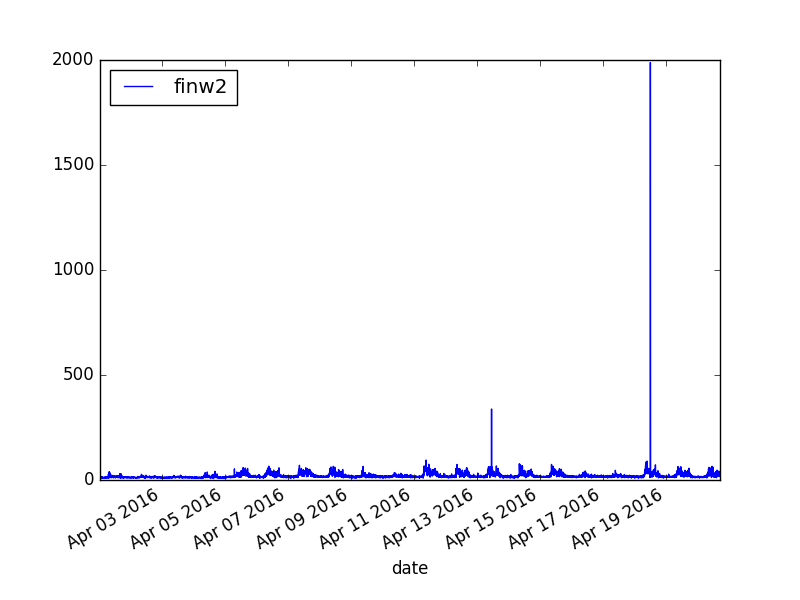 2000
finw2
1500
1000
500
0
Apr 03 2016
Apr 05 2016
Apr 07 2016
Apr 09 2016
Apr 11 2016
Apr 13 2016
Apr 15 2016
Apr 17 2016
Apr 19 2016
date